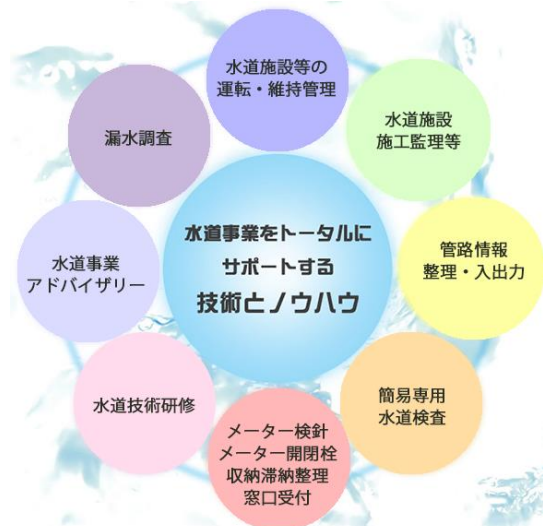 水道施設等の
運転・維持管理
水道施設
施工監理等
管路情報
整理・入出力
簡易専用
水道検査
メーター検針
メーター開閉栓
収納滞納整理
窓口受付
水道技術研修
水道事業
アドバイザリー
漏水調査
水道事業をトータルに
サポートする
技術とノウハウ